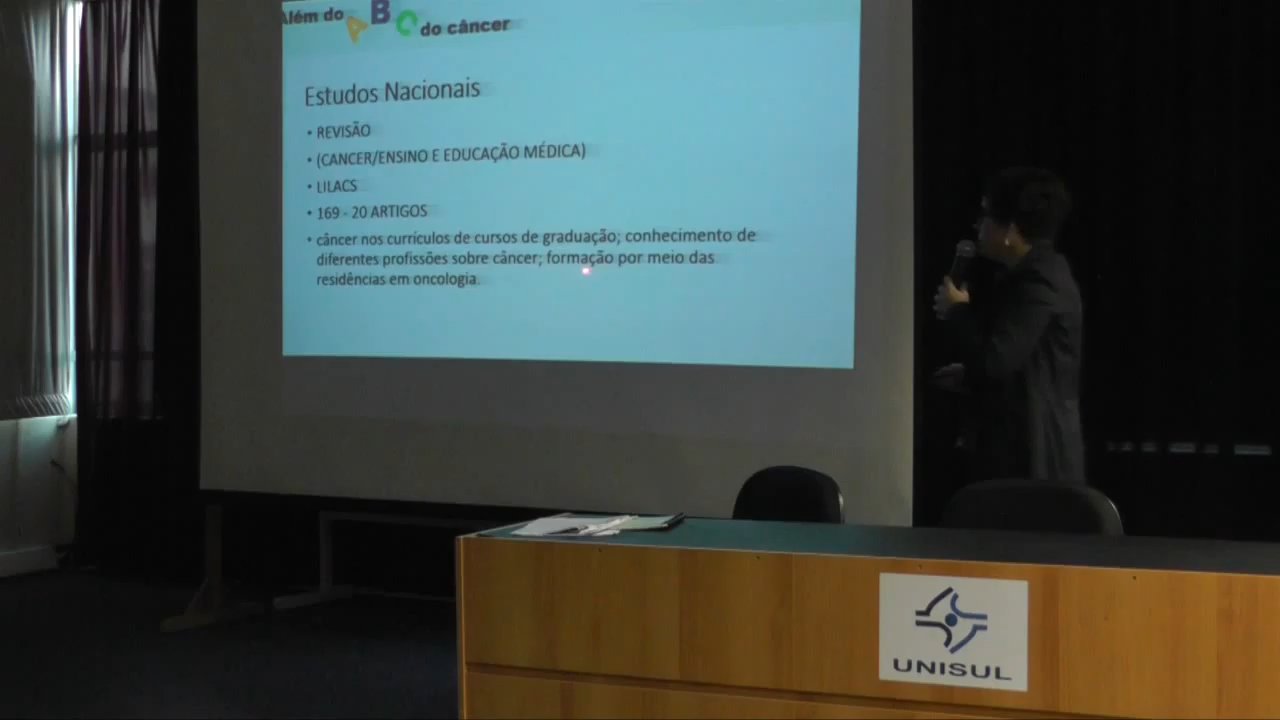 Além do ABC do câncer
Estudos Nacionais
• REVISÃO
• (CANCER/ENSINO E EDUCAÇÃO MÉDICA)
• LILACS
• 169 - 20 ARTIGOS
• câncer nos currículos de cursos de graduação; conhecimento de
diferentes profissões sobre câncer; formação por meio das
residências em oncologia.
UNISUL